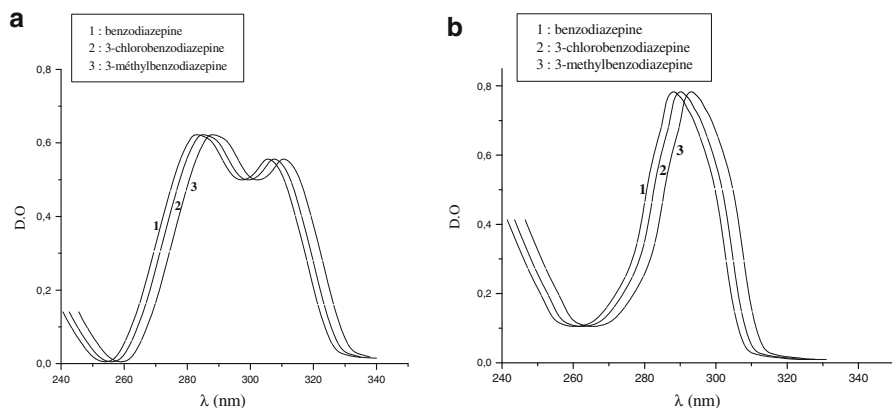 a
1 : benzodiazepine
2 : 3-chlorobenzodiazepine
3 : 3-méthylbenzodiazepine
0,8
0,6
0,4
0,2
0,0
D.O
1
2
3
240 260 280 300 320 340
λ (nm)
b
1 : benzodiazepine
2 : 3-chlorobenzodiazepine
3 : 3-methylbenzodiazepine
0,8
0,6
0,4
0,2
0,0
D.O
1
2
3
240 260 280 300 320 340
λ (nm)